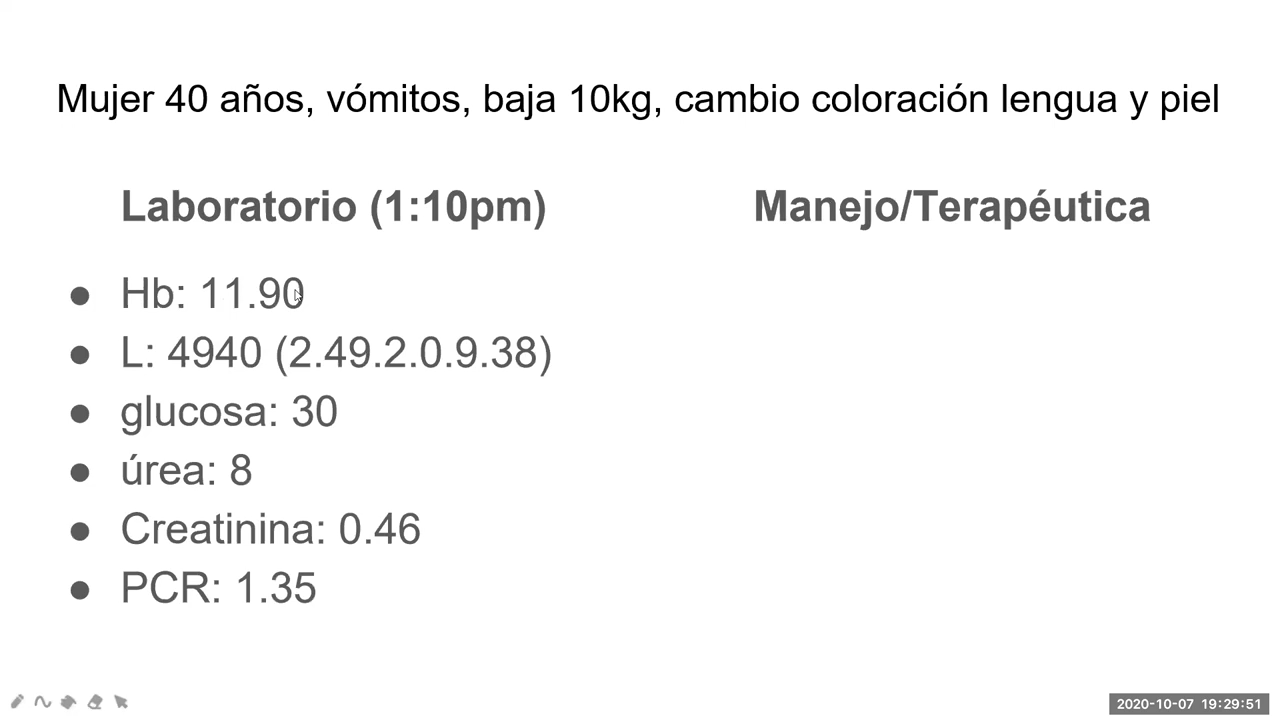 Mujer 40 años, vómitos, baja 10kg, cambio coloración lengua y piel
Laboratorio (1:10pm)
Manejo/Terapéutica
● Hb: 11.90
● L: 4940 (2.49.2.0.9.38)
● glucosa: 30
● úrea: 8
● Creatinina: 0.46
● PCR: 1.35
2020-10-07 19:29:51